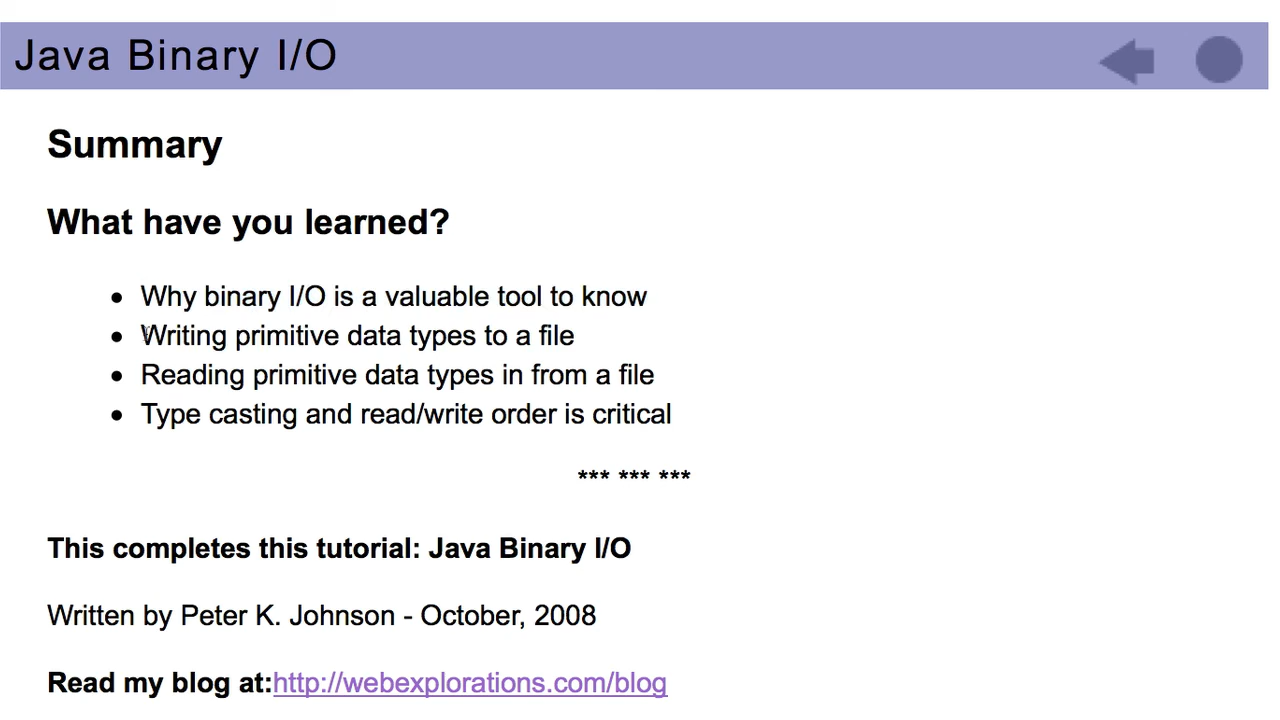 Java Binary I/O
Summary
What have you learned?
• Why binary I/O is a valuable tool to know
• Writing primitive data types to a file
• Reading primitive data types in from a file
• Type casting and read/write order is critical
*** *** ***
This completes this tutorial: Java Binary I/O
Written by Peter K. Johnson - October, 2008
Read my blog at:http://webexplorations.com/blog